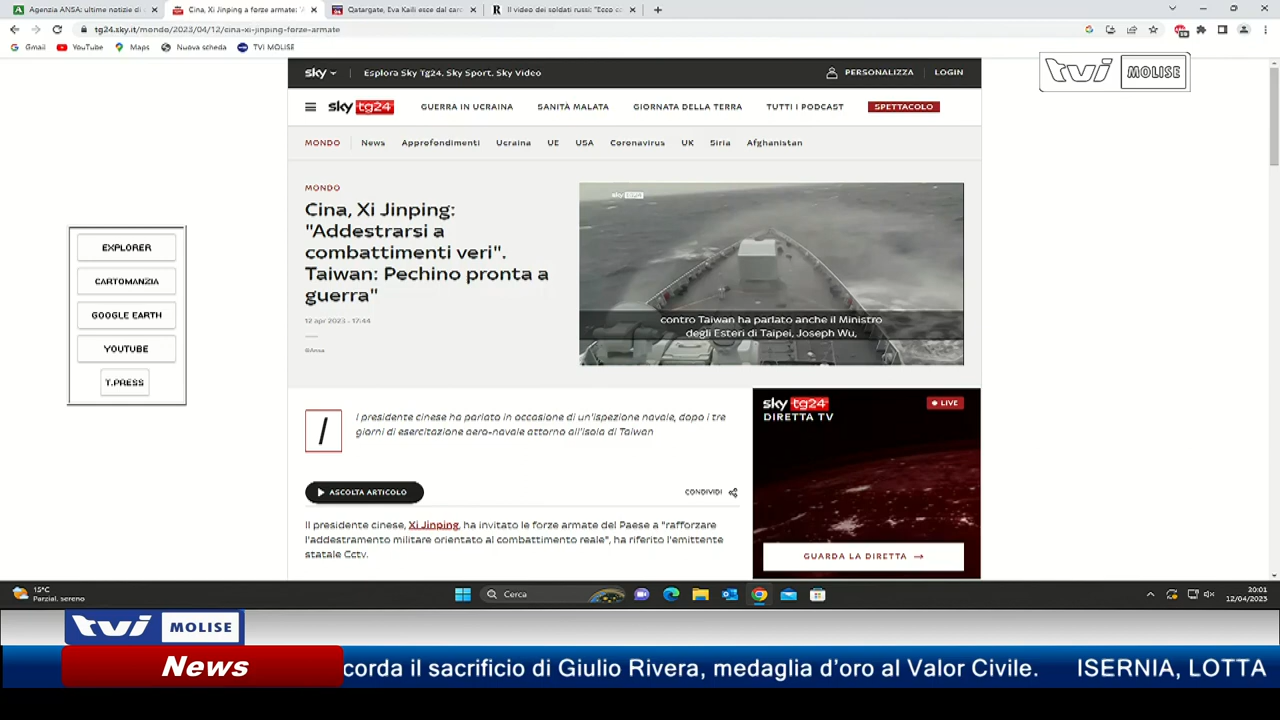 Agenzia ANSA: ultime notizie di
Cina, Xi Jinping a forze armate: "A
Qatargate, Eva Kaili esce dal carc
Il video dei soldati russi: "Ecco co
tg24.sky.it/mondo/2023/04/12/cina-xi-jinping-forze-armate
Gmail YouTube Maps Nuova scheda TVI MOLISE
sky Esplora Sky Tg24, Sky Sport, Sky Video PERSONALIZZA LOGIN
tvi MOLISE
sky tg24 GUERRA IN UCRAINA SANITÀ MALATA GIORNATA DELLA TERRA TUTTI I PODCAST SPETTACOLO
MONDO News Approfondimenti Ucraina UE USA Coronavirus UK Siria Afghanistan
MONDO
Cina, Xi Jinping:
"Addestrarsi a
combattimenti veri".
Taiwan: Pechino pronta a
guerra"
12 apr 2023 - 17:44
©Ansa
sky tg24
contro Taiwan ha parlato anche il Ministro
degli Esteri di Taipei, Joseph Wu,
EXPLORER
CARTOMANZIA
GOOGLE EARTH
YOUTUBE
T.PRESS
I
l presidente cinese ha parlato in occasione di un'ispezione navale, dopo i tre
giorni di esercitazione aero-navale attorno all'isola di Taiwan
ASCOLTA ARTICOLO CONDIVIDI
Il presidente cinese, Xi Jinping, ha invitato le forze armate del Paese a "rafforzare
l'addestramento militare orientato al combattimento reale", ha riferito l'emittente
statale Cctv.
sky tg24 LIVE
DIRETTA TV
GUARDA LA DIRETTA →
15°C
Parzial. sereno
Cerca
20:01
12/04/2023
tvi MOLISE
News
corda il sacrificio di Giulio Rivera, medaglia d'oro al Valor Civile. ISERNIA, LOTTA